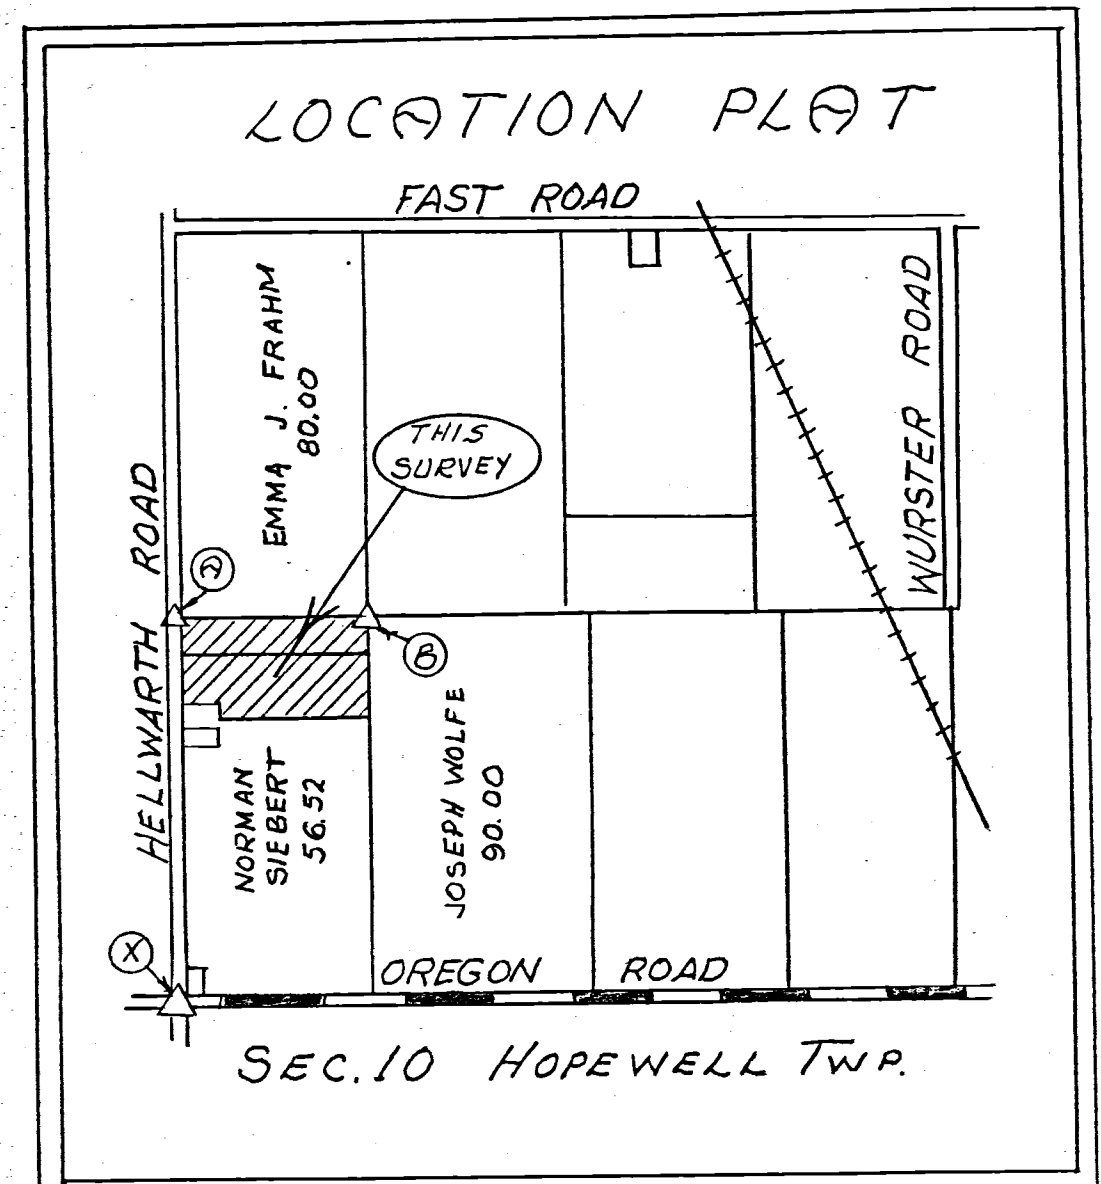 LOCATION PLAT
FAST ROAD
EMMA J. FRAHM
80.00
THIS
SURVEY
WURSTER ROAD
HELLWARTH ROAD
A
B
NORMAN
SIEBERT
56.52
JOSEPH WOLFE
90.00
X
OREGON ROAD
SEC. 10 HOPEWELL TWP.